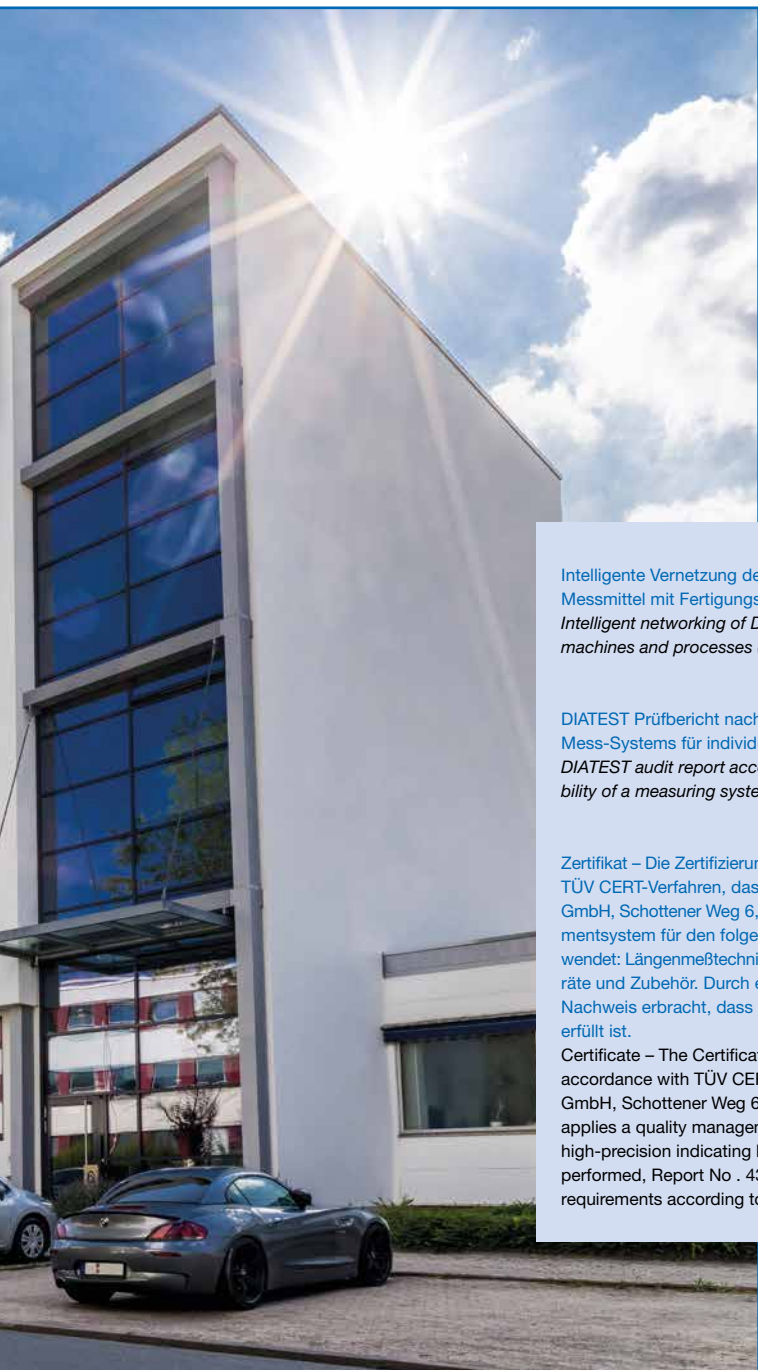 Intelligente Vernetzung de
Messmittel mit Fertigungs
Intelligent networking of D
machines and processes
DIATEST Prüfbericht nach
Mess-Systems für individ
DIATEST audit report acco
bility of a measuring syste
Zertifikat – Die Zertifizierun
TÜV CERT-Verfahren, das
GmbH, Schottener Weg 6,
mentsystem für den folge
wendet: Längenmeßtechni
räte und Zubehör. Durch e
Nachweis erbracht, dass
erfüllt ist.
Certificate – The Certificat
accordance with TÜV CE
GmbH, Schottener Weg 6
applies a quality manager
high-precision indicating
performed, Report No . 43
requirements according to